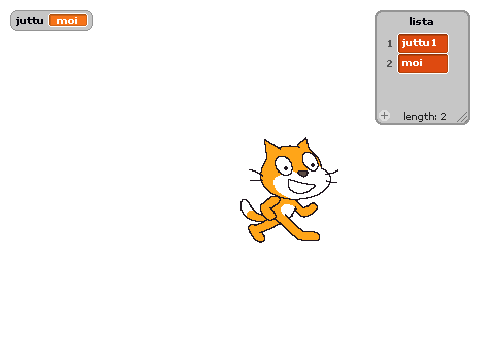 juttu moi
lista
1 juttu1
2 moi
+ length: 2